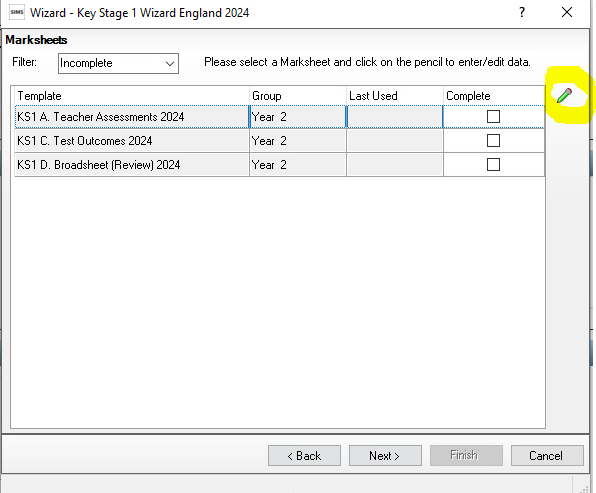 SIMS Wizard - Key Stage 1 Wizard England 2024 ?
Marksheets
Filter: Incomplete Please select a Marksheet and click on the pencil to enter/edit data.
Template Group Last Used Complete
KS1 A. Teacher Assessments 2024 Year 2
KS1 C. Test Outcomes 2024 Year 2
KS1 D. Broadsheet (Review) 2024 Year 2
< Back Next > Finish Cancel